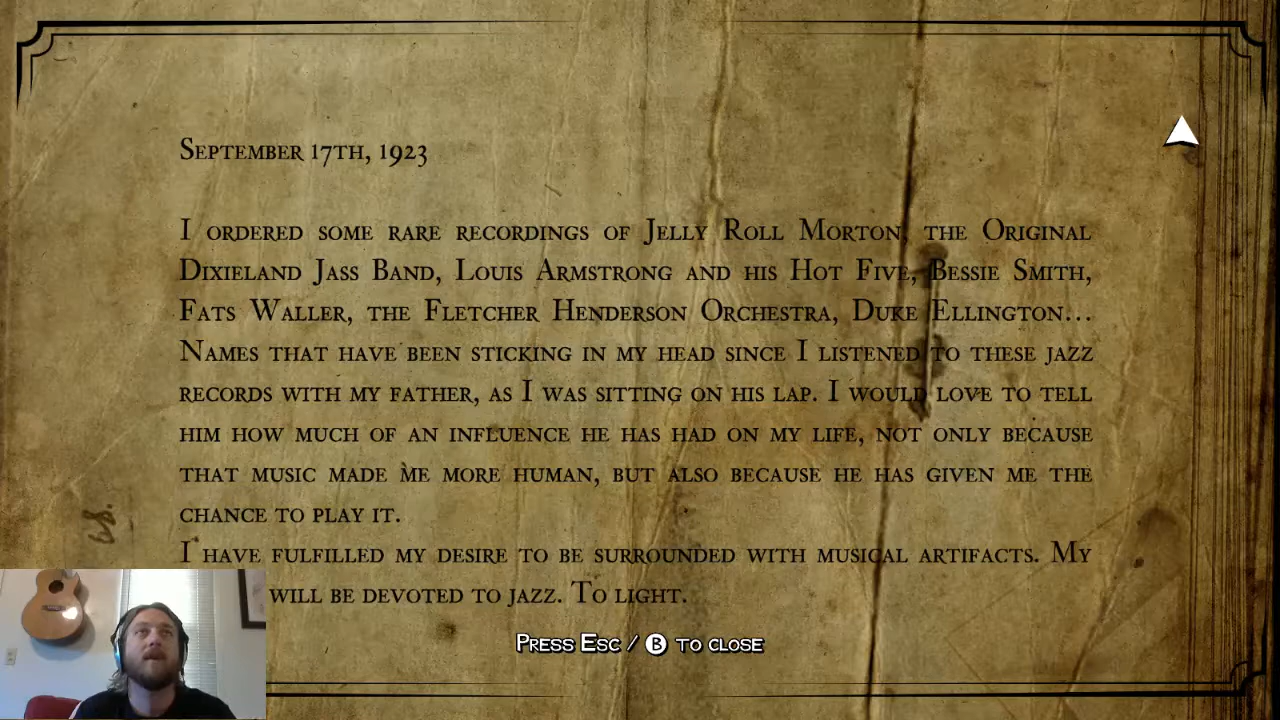 September 17th, 1923
I ordered some rare recordings of Jelly Roll Morton, the Original
Dixieland Jass Band, Louis Armstrong and his Hot Five, Bessie Smith,
Fats Waller, the Fletcher Henderson Orchestra, Duke Ellington...
Names that have been sticking in my head since I listened to these jazz
records with my father, as I was sitting on his lap. I would love to tell
him how much of an influence he has had on my life, not only because
that music made me more human, but also because he has given me the
chance to play it.
I have fulfilled my desire to be surrounded with musical artifacts. My
will be devoted to jazz. To light.
Press Esc / B to close